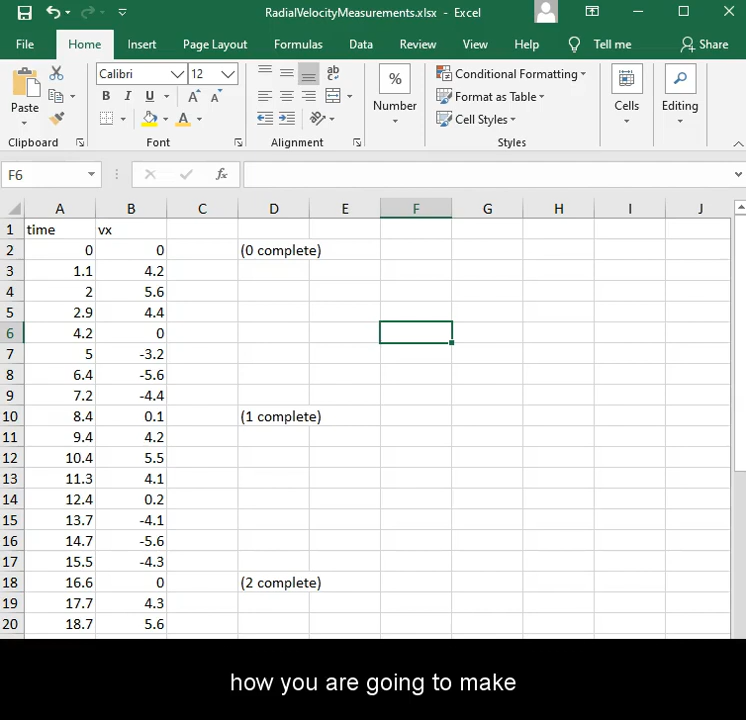 RadialVelocityMeasurements.xlsx - Excel
File Home Insert Page Layout Formulas Data Review View Help Tell me Share
Calibri 12 ab c % Conditional Formatting
Format as Table
Paste B I U A A Number Cells Editing
A Cell Styles
Clipboard Font Alignment Styles
F6 fx
A B C D E F G H I J
1 time vx
2 0 0 (0 complete)
3 1.1 4.2
4 2 5.6
5 2.9 4.4
6 4.2 0
7 5 -3.2
8 6.4 -5.6
9 7.2 -4.4
10 8.4 0.1 (1 complete)
11 9.4 4.2
12 10.4 5.5
13 11.3 4.1
14 12.4 0.2
15 13.7 -4.1
16 14.7 -5.6
17 15.5 -4.3
18 16.6 0 (2 complete)
19 17.7 4.3
20 18.7 5.6
how you are going to make